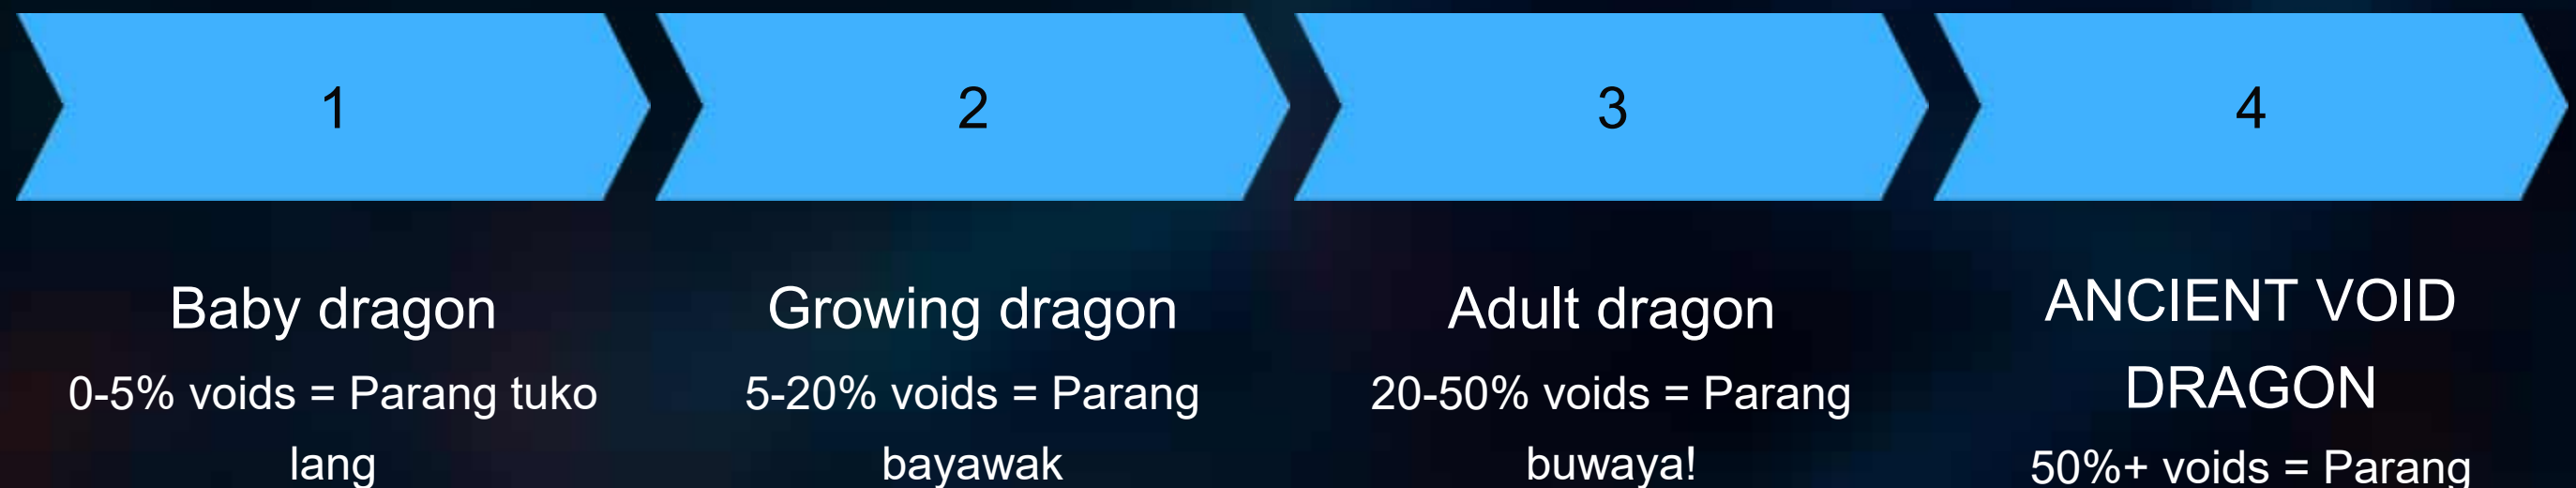 1
2
3
4
Baby dragon
0-5% voids = Parang tuko
lang
Growing dragon
5-20% voids = Parang
bayawak
Adult dragon
20-50% voids = Parang
buwaya!
ANCIENT VOID
DRAGON
50%+ voids = Parang